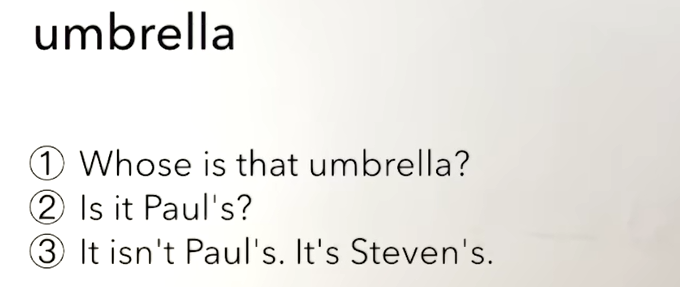 umbrella
① Whose is that umbrella?
② Is it Paul's?
③ It isn't Paul's. It's Steven's.